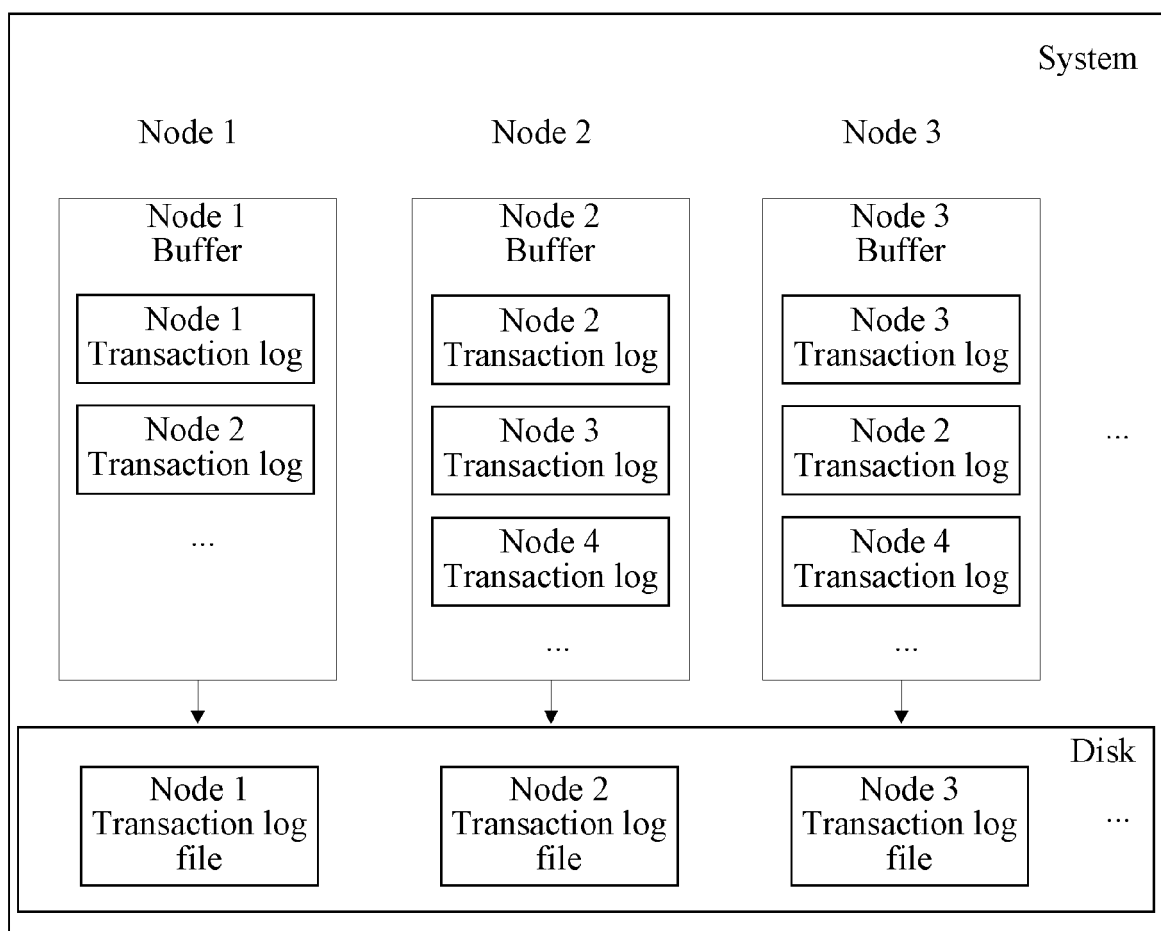 System
Node 1
Node 2
Node 3
Node 1
Buffer
Node 1
Transaction log
Node 2
Transaction log
...
Node 2
Buffer
Node 2
Transaction log
Node 3
Transaction log
Node 4
Transaction log
...
Node 3
Buffer
Node 3
Transaction log
Node 2
Transaction log
Node 4
Transaction log
...
...
Disk
Node 1
Transaction log
file
Node 2
Transaction log
file
Node 3
Transaction log
file
...